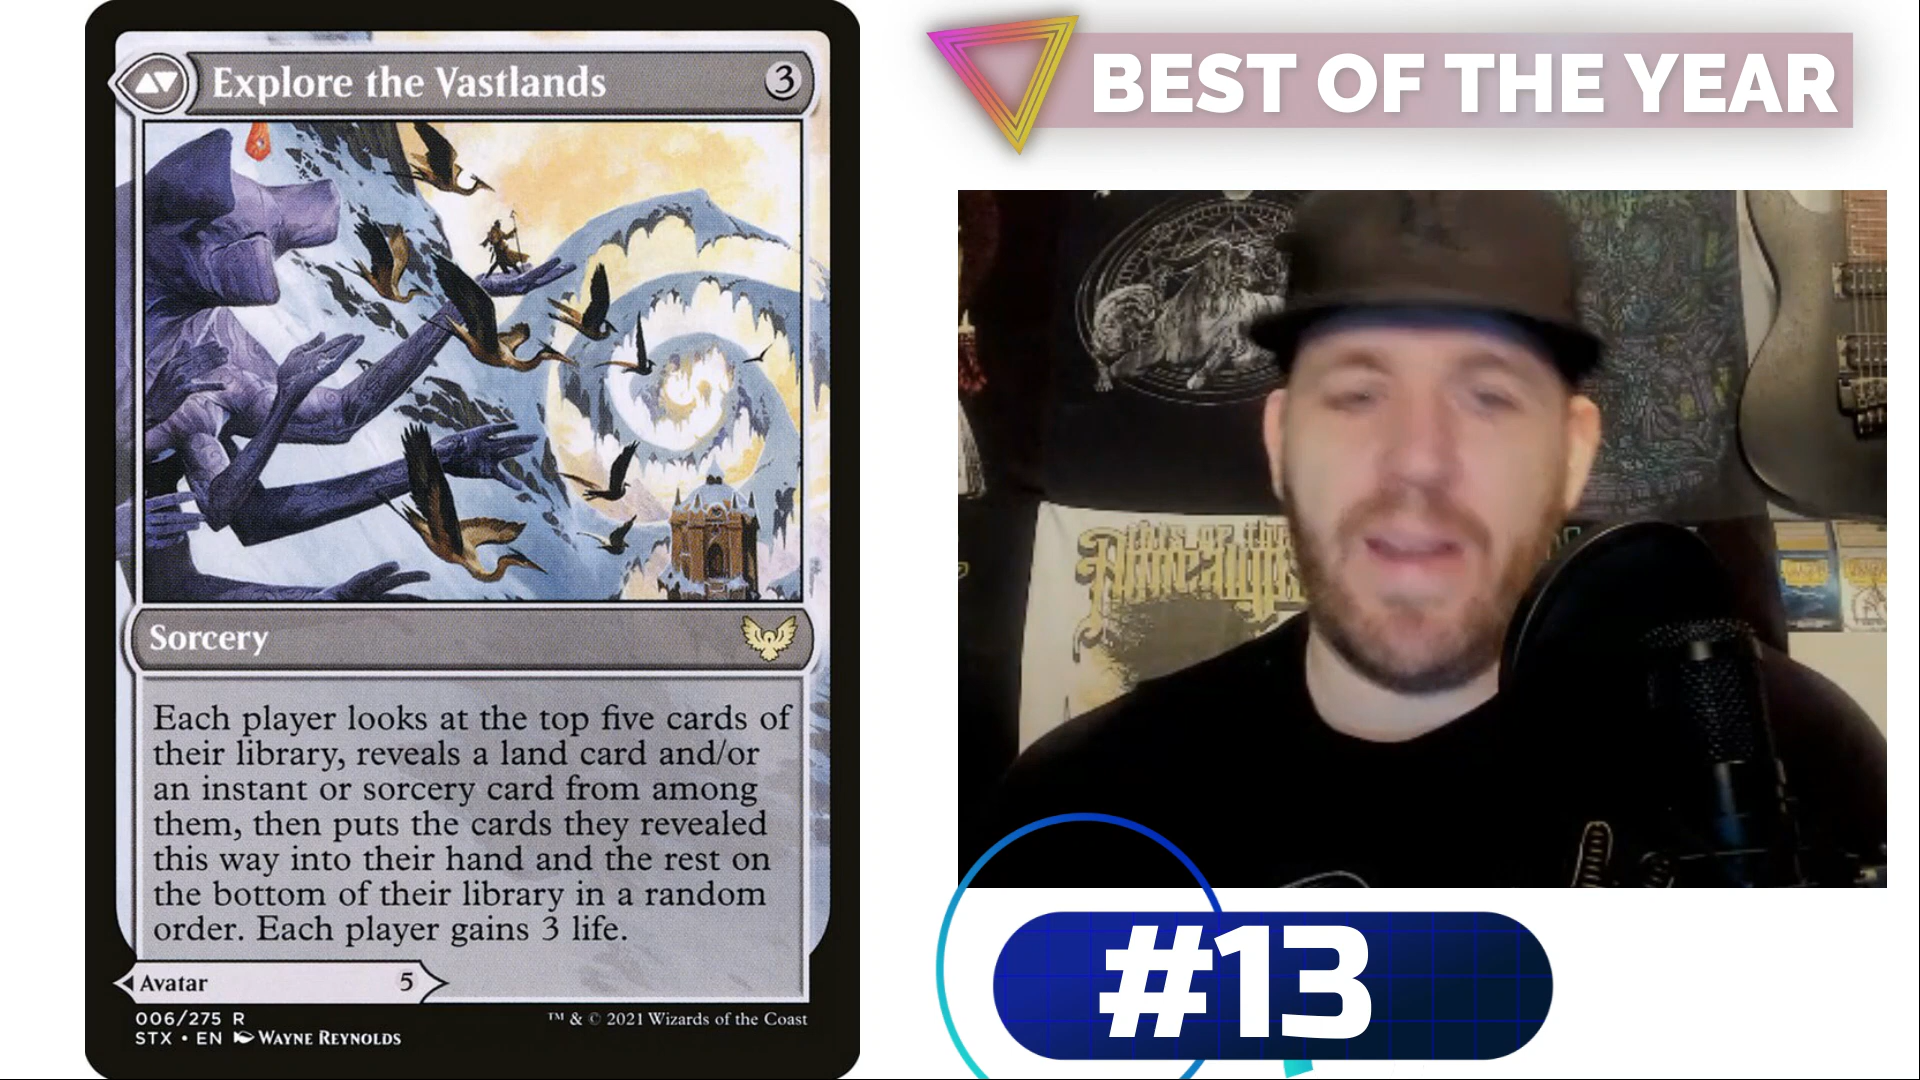 Explore the Vastlands 3
Sorcery
Each player looks at the top five cards of
their library, reveals a land card and/or
an instant or sorcery card from among
them, then puts the cards they revealed
this way into their hand and the rest on
the bottom of their library in a random
order. Each player gains 3 life.
Avatar 5
006/275 R
STX • EN WAYNE REYNOLDS
™ & © 2021 Wizards of the Coast
BEST OF THE YEAR
#13